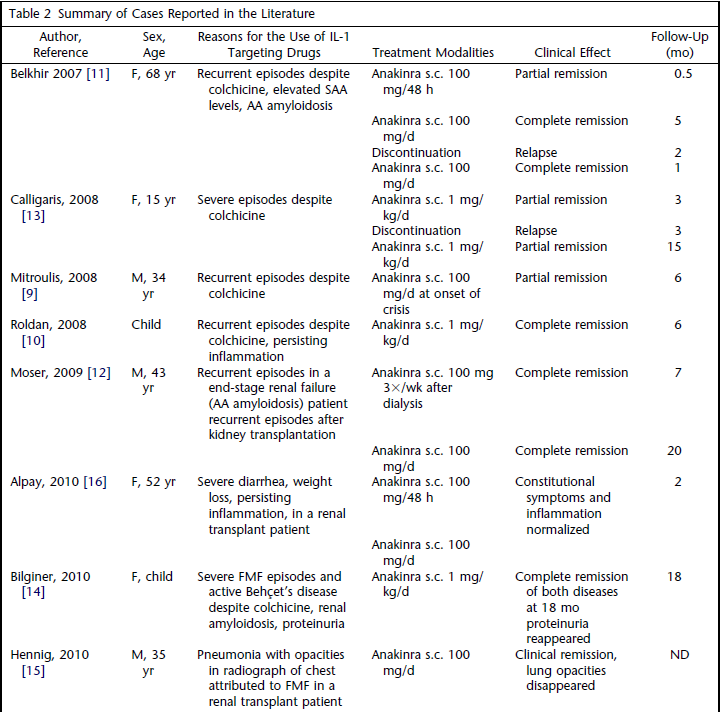 Table 2 Summary of Cases Reported in the Literature
Author, Reference Sex, Age Reasons for the Use of IL-1 Targeting Drugs Treatment Modalities Clinical Effect Follow-Up (mo)
Belkhir 2007 [11] F, 68 yr Recurrent episodes despite Anakinra s.c. 100 Partial remission 0.5
colchicine, elevated SAA mg/48 h
levels, AA amyloidosis
Anakinra s.c. 100 Complete remission 5
mg/d
Discontinuation Relapse 2
Anakinra s.c. 100 Complete remission 1
mg/d
Calligaris, 2008 F, 15 yr Severe episodes despite Anakinra s.c. 1 mg/ Partial remission 3
[13] colchicine kg/d
Discontinuation Relapse 3
Anakinra s.c. 1 mg/ Partial remission 15
kg/d
Mitroulis, 2008 M, 34 Recurrent episodes despite Anakinra s.c. 100 Partial remission 6
[9] yr colchicine mg/d at onset of
crisis
Roldan, 2008 Child Recurrent episodes despite Anakinra s.c. 1 mg/ Complete remission 6
[10] colchicine, persisting kg/d
inflammation
Moser, 2009 [12] M, 43 Recurrent episodes in a Anakinra s.c. 100 mg Complete remission 7
yr end-stage renal failure 3×/wk after
(AA amyloidosis) patient dialysis
recurrent episodes after
kidney transplantation
Anakinra s.c. 100 Complete remission 20
mg/d
Alpay, 2010 [16] F, 52 yr Severe diarrhea, weight Anakinra s.c. 100 Constitutional 2
loss, persisting mg/48 h symptoms and
inflammation, in a renal inflammation
transplant patient normalized
Anakinra s.c. 100
mg/d
Bilginer, 2010 F, child Severe FMF episodes and Anakinra s.c. 1 mg/ Complete remission 18
[14] active Behçet's disease kg/d of both diseases
despite colchicine, renal at 18 mo
amyloidosis, proteinuria proteinuria
reappeared
Hennig, 2010 M, 35 Pneumonia with opacities Anakinra s.c. 100 Clinical remission, ND
[15] yr in radiograph of chest mg/d lung opacities
attributed to FMF in a disappeared
renal transplant patient